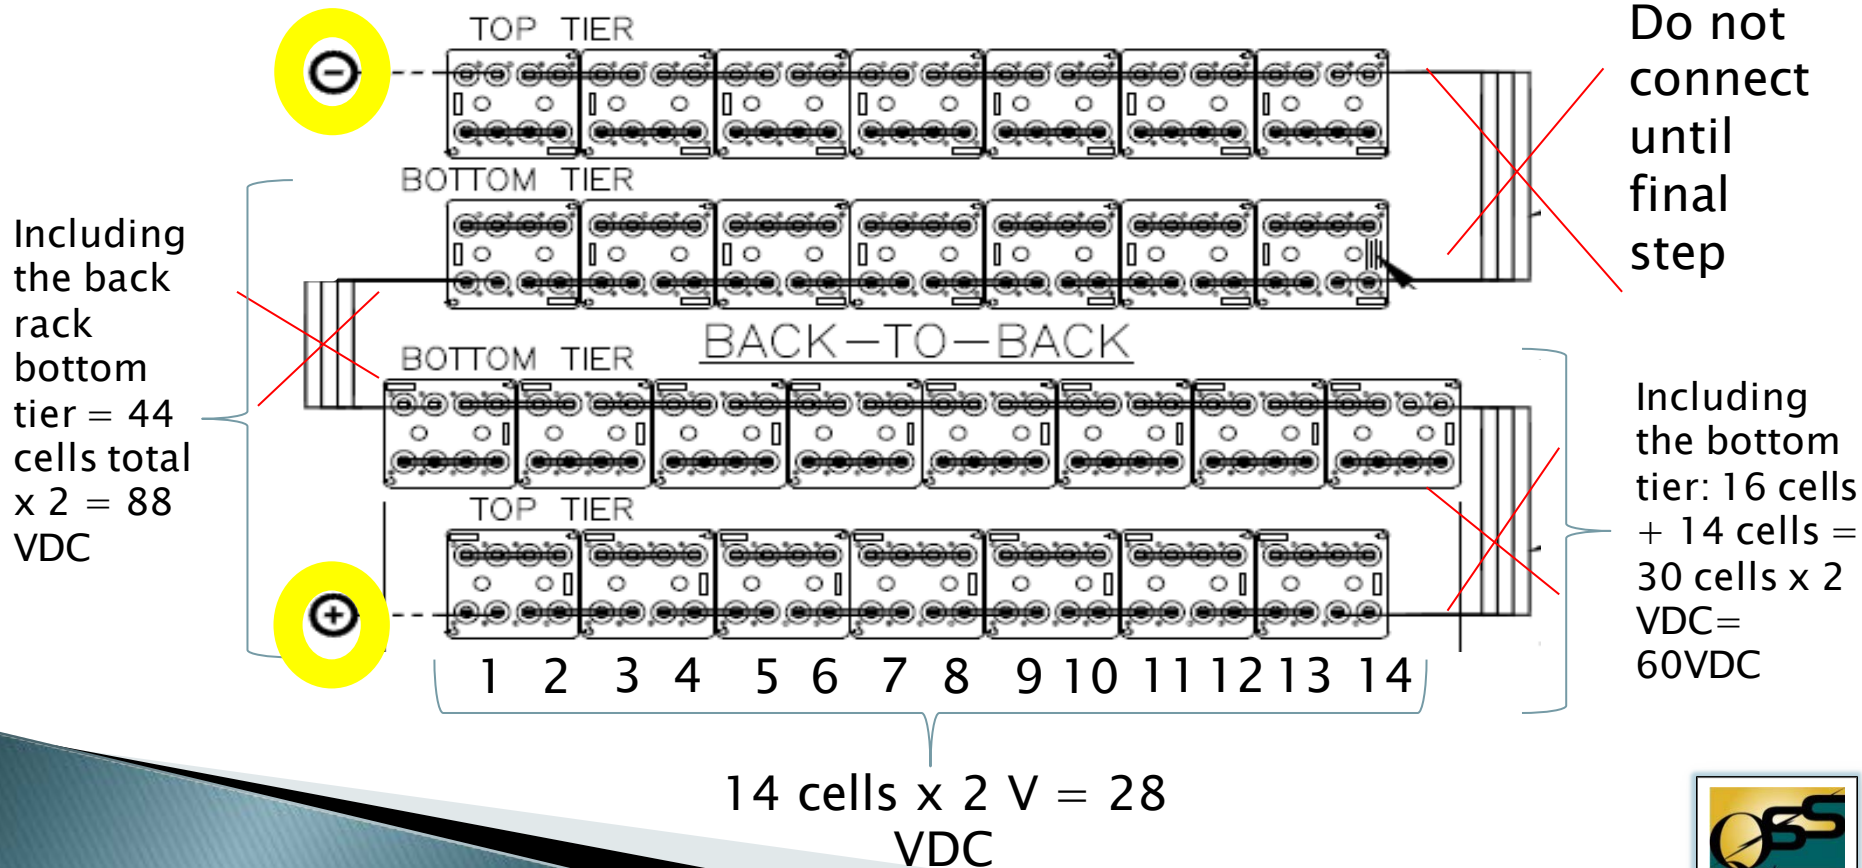 TOP TIER
Do not
connect
until
final
step
BOTTOM TIER
Including
the back
rack
bottom
tier = 44
cells total
x 2 = 88
VDC
BACK-TO-BACK
BOTTOM TIER
Including
the bottom
tier: 16 cells
+ 14 cells =
30 cells x 2
VDC=
60VDC
TOP TIER
1 2 3 4 5 6 7 8 9 10 11 12 13 14
14 cells x 2 V = 28
VDC
QSS